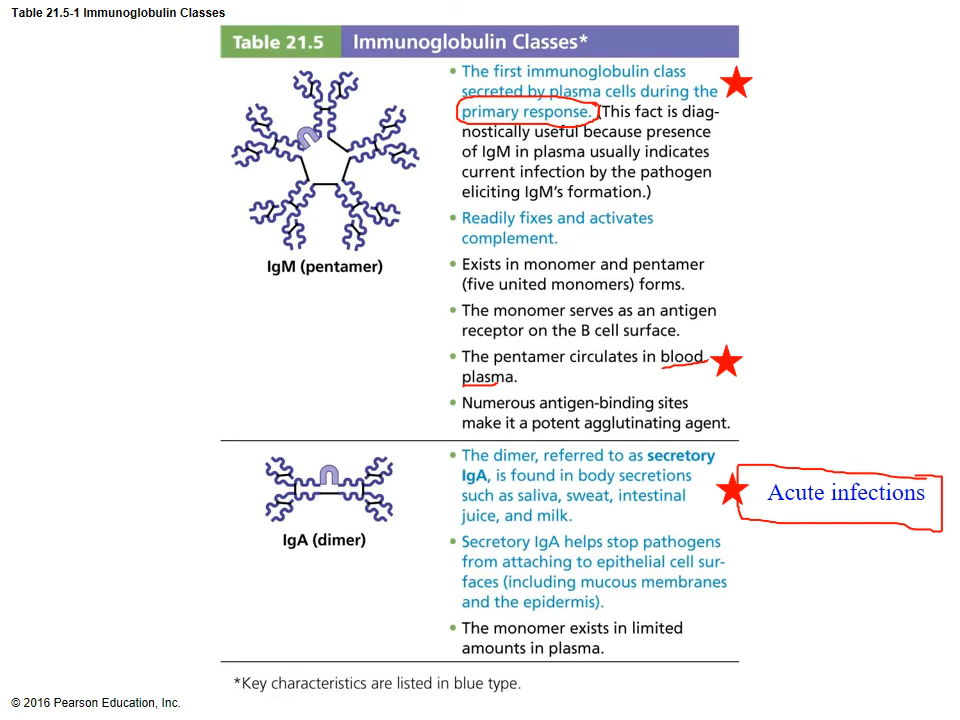 Table 21.5-1 Immunoglobulin Classes
Table 21.5 Immunoglobulin Classes*
• The first immunoglobulin class
secreted by plasma cells during the
primary response. (This fact is diag-
nostically useful because presence
of IgM in plasma usually indicates
current infection by the pathogen
eliciting IgM's formation.)
• Readily fixes and activates
complement.
IgM (pentamer)
• Exists in monomer and pentamer
(five united monomers) forms.
• The monomer serves as an antigen
receptor on the B cell surface.
• The pentamer circulates in blood
plasma.
• Numerous antigen-binding sites
make it a potent agglutinating agent.
• The dimer, referred to as secretory
IgA, is found in body secretions
such as saliva, sweat, intestinal
juice, and milk.
Acute infections
IgA (dimer)
• Secretory IgA helps stop pathogens
from attaching to epithelial cell sur-
faces (including mucous membranes
and the epidermis).
• The monomer exists in limited
amounts in plasma.
*Key characteristics are listed in blue type.
© 2016 Pearson Education, Inc.